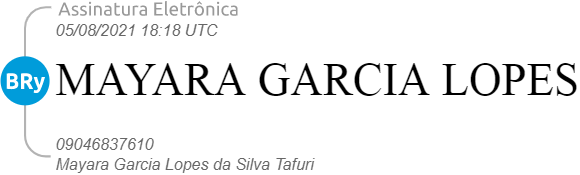 Assinatura Eletrônica
05/08/2021 18:18 UTC
BRy
MAYARA GARCIA LOPES
09046837610
Mayara Garcia Lopes da Silva Tafuri